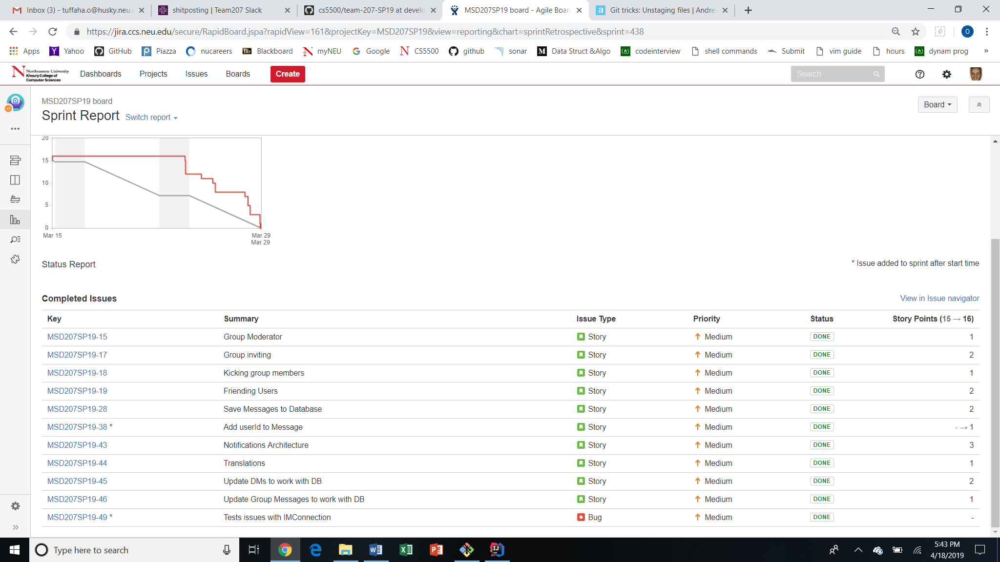 Inbox (3) - tuffaha.o@husky.neu.e
shitposting | Team207 Slack
cs5500/team-207-SP19 at develo
MSD207SP19 board - Agile Boar
Git tricks: Unstaging files | Andre
https://jira.ccs.neu.edu/secure/RapidBoard.jspa?rapidView=161&projectKey=MSD207SP19&view=reporting&chart=sprintRetrospective&sprint=438
Apps Yahoo GitHub Piazza nucareers Blackboard myNEU Google CS5500 github sonar Data Struct &Algo codeinterview shell commands Submit vim guide hours dynam prog »
Northeastern University
Khoury College of
Computer Sciences
Dashboards Projects Issues Boards Create Search
MSD207SP19 board
Sprint Report Switch report
Board
20
15
10
5
0
Mar 15 Mar 29
Mar 29
Status Report * Issue added to sprint after start time
Completed Issues View in Issue navigator
Key Summary Issue Type Priority Status Story Points (15 → 16)
MSD207SP19-15 Group Moderator Story Medium DONE 1
MSD207SP19-17 Group inviting Story Medium DONE 2
MSD207SP19-18 Kicking group members Story Medium DONE 1
MSD207SP19-19 Friending Users Story Medium DONE 2
MSD207SP19-28 Save Messages to Database Story Medium DONE 2
MSD207SP19-38 * Add userId to Message Story Medium DONE - → 1
MSD207SP19-43 Notifications Architecture Story Medium DONE 3
MSD207SP19-44 Translations Story Medium DONE 1
MSD207SP19-45 Update DMs to work with DB Story Medium DONE 2
MSD207SP19-46 Update Group Messages to work with DB Story Medium DONE 1
MSD207SP19-49 * Tests issues with IMConnection Bug Medium DONE -
Type here to search
5:43 PM
4/18/2019